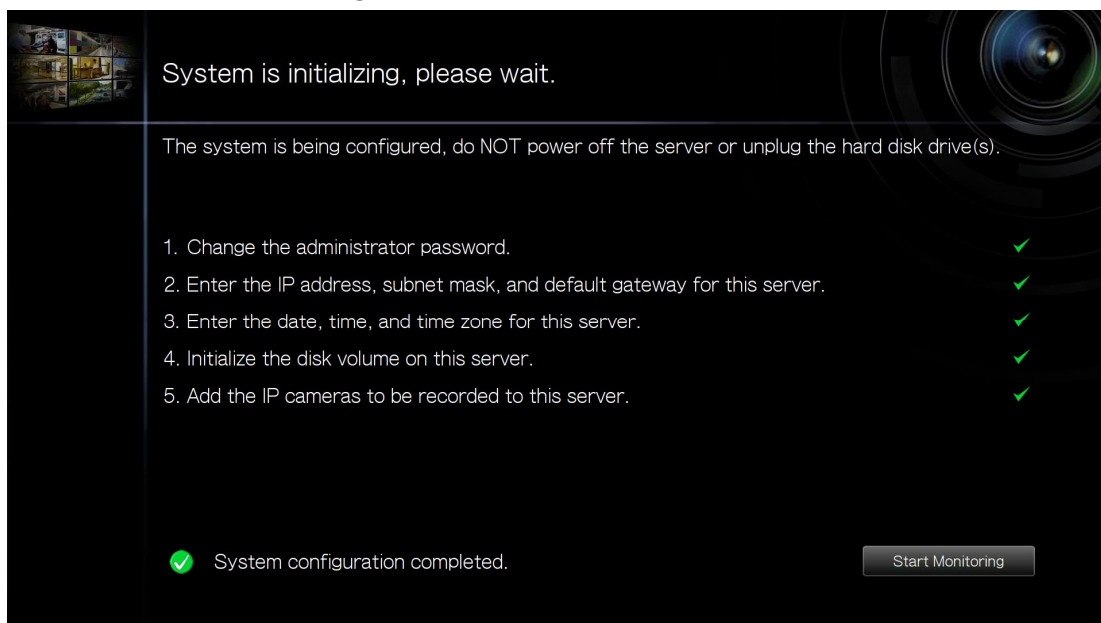 System is initializing, please wait.
The system is being configured, do NOT power off the server or unplug the hard disk drive(s).
1. Change the administrator password.
2. Enter the IP address, subnet mask, and default gateway for this server.
3. Enter the date, time, and time zone for this server.
4. Initialize the disk volume on this server.
5. Add the IP cameras to be recorded to this server.
System configuration completed.
Start Monitoring